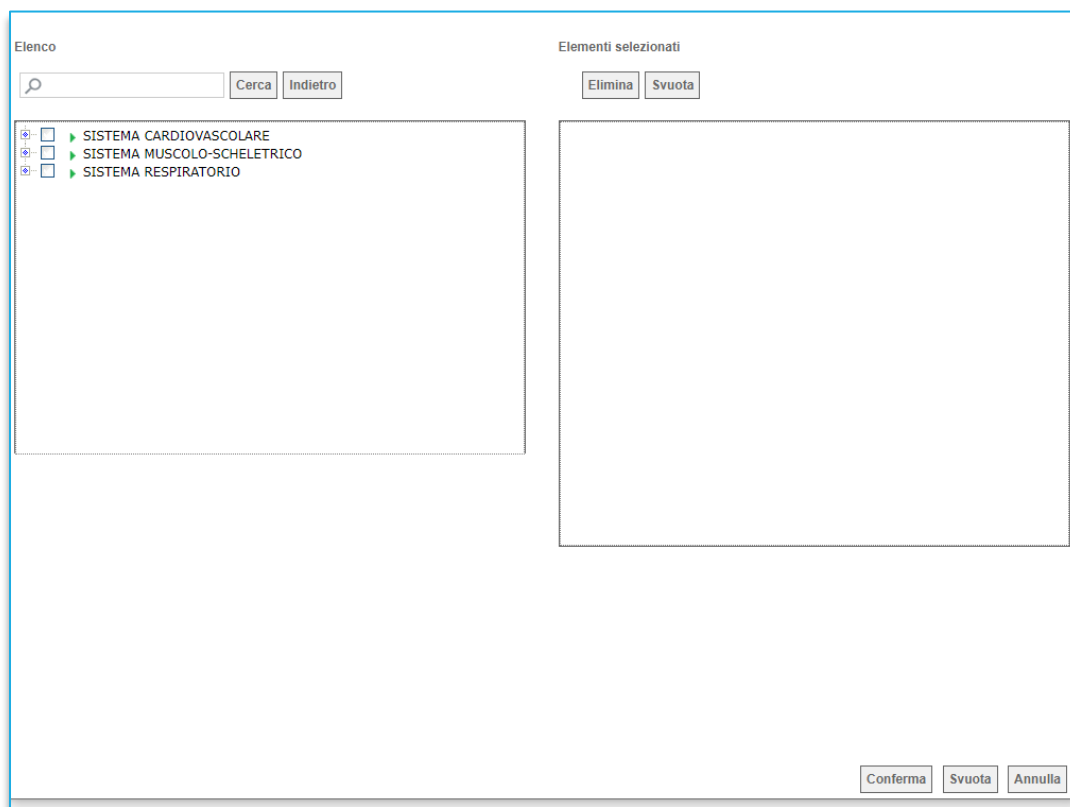 Elenco
Elementi selezionati
Cerca
Indietro
Elimina
Svuota
SISTEMA CARDIOVASCOLARE
SISTEMA MUSCOLO-SCHELETRICO
SISTEMA RESPIRATORIO
Conferma
Svuota
Annulla